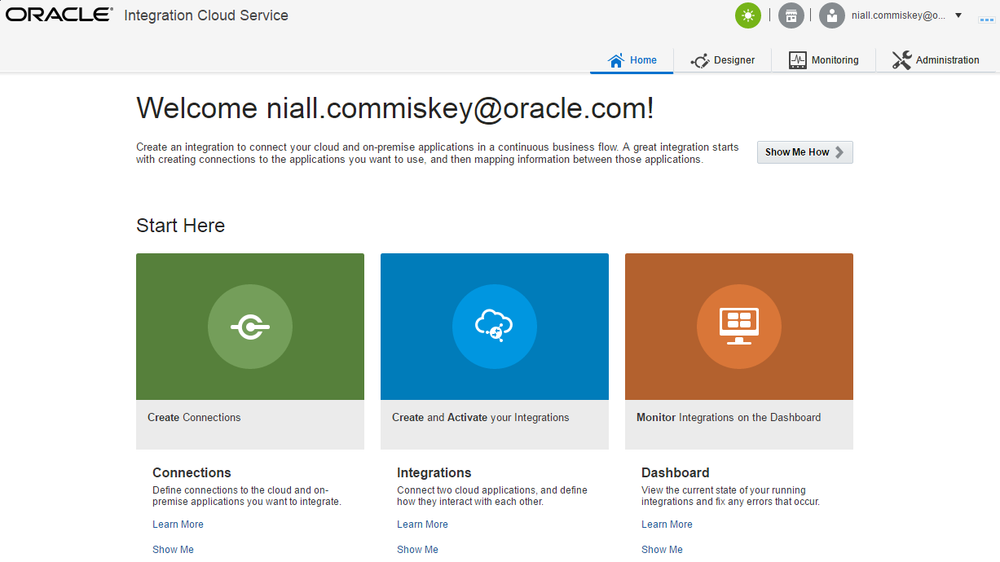 ORACLE® Integration Cloud Service
niall.commiskey@o...
Home
Designer
Monitoring
Administration
Welcome niall.commiskey@oracle.com!
Create an integration to connect your cloud and on-premise applications in a continuous business flow. A great integration starts
with creating connections to the applications you want to use, and then mapping information between those applications.
Show Me How
Start Here
Create Connections
Create and Activate your Integrations
Monitor Integrations on the Dashboard
Connections
Define connections to the cloud and on-
premise applications you want to integrate.
Learn More
Show Me
Integrations
Connect two cloud applications, and define
how they interact with each other.
Learn More
Show Me
Dashboard
View the current state of your running
integrations and fix any errors that occur.
Learn More
Show Me